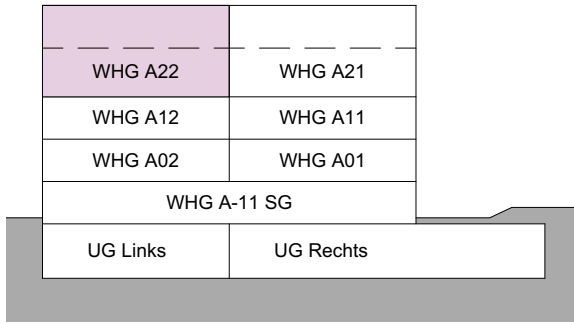 WHG A22 WHG A21
WHG A12 WHG A11
WHG A02 WHG A01
WHG A-11 SG
UG Links UG Rechts